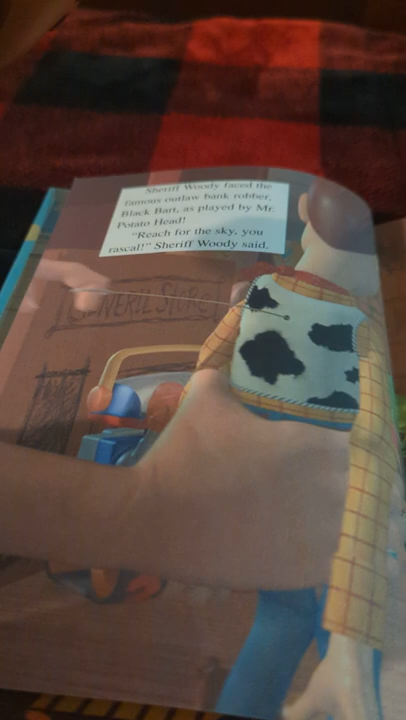 Sheriff Woody faced the
famous outlaw bank robber,
Black Bart, as played by Mr.
Potato Head!
"Reach for the sky, you
rascal!" Sheriff Woody said.
GENERIL STORE